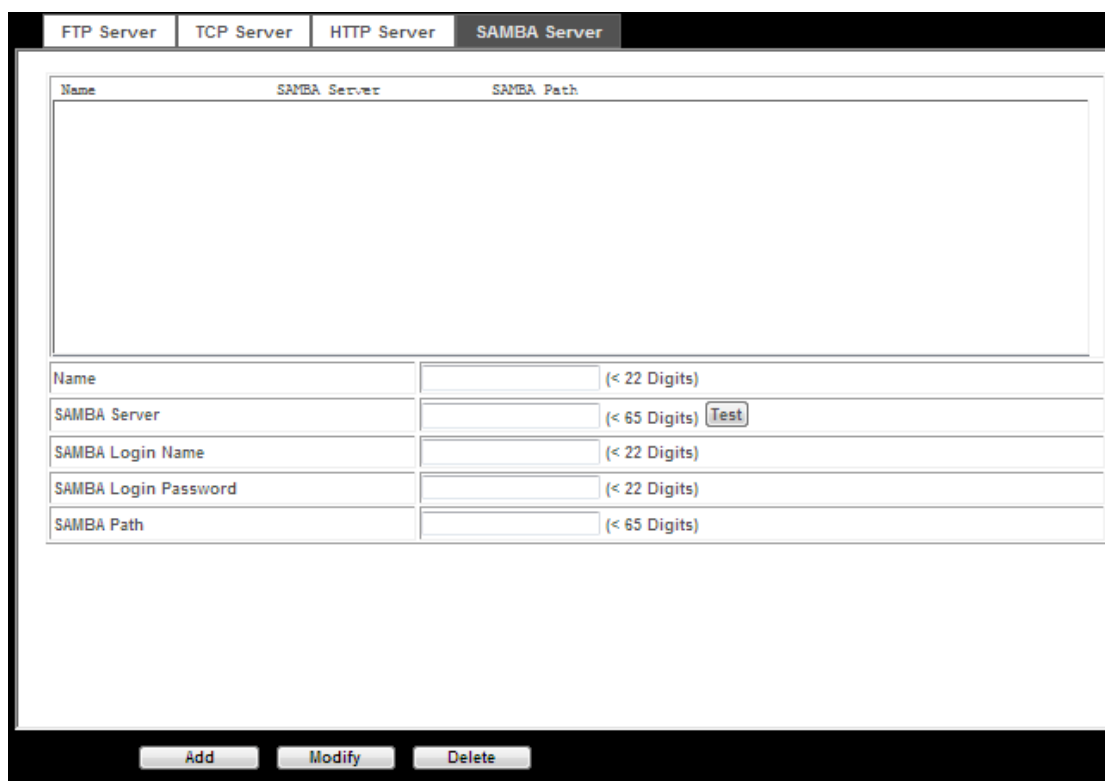 FTP Server TCP Server HTTP Server SAMBA Server
Name SAMBA Server SAMBA Path
Name (< 22 Digits)
SAMBA Server (< 65 Digits) Test
SAMBA Login Name (< 22 Digits)
SAMBA Login Password (< 22 Digits)
SAMBA Path (< 65 Digits)
Add Modify Delete